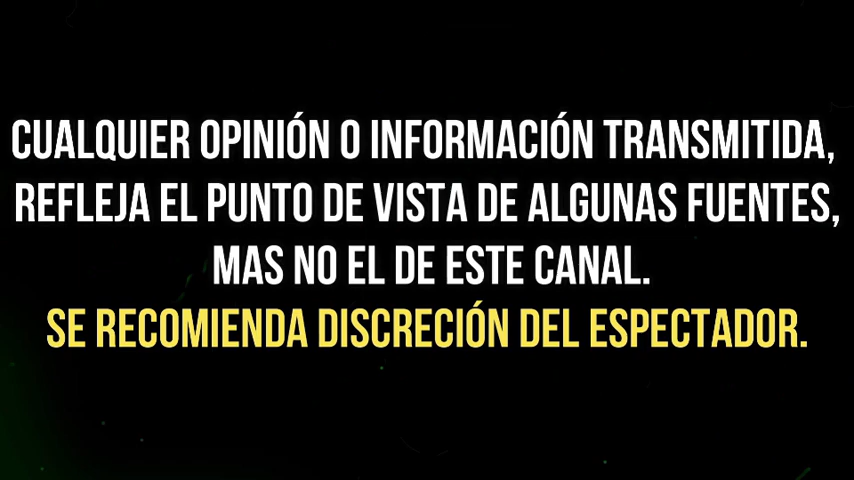 CUALQUIER OPINIÓN O INFORMACIÓN TRANSMITIDA,
REFLEJA EL PUNTO DE VISTA DE ALGUNAS FUENTES,
MAS NO EL DE ESTE CANAL.
SE RECOMIENDA DISCRECIÓN DEL ESPECTADOR.